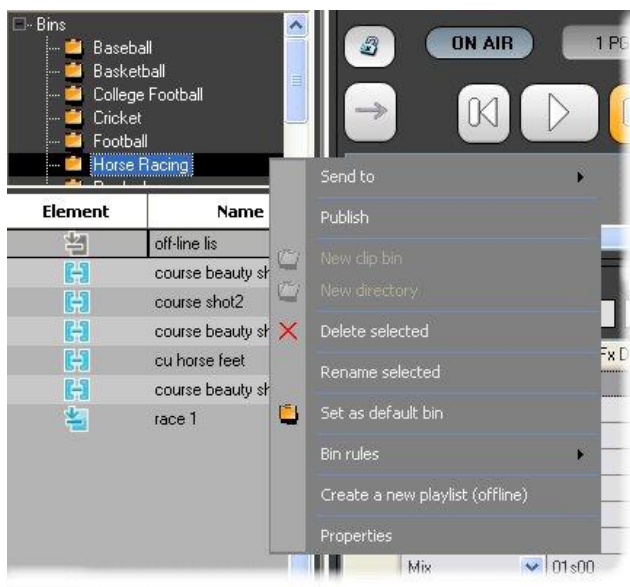 Bins
Baseball
Basketball
College Football
Cricket
Football
Horse Racing
ON AIR
1 PG
Element
Name
off-line lis
course beauty sh
course shot2
course beauty sh
cu horse feet
course beauty sh
race 1
Send to
Publish
New clip bin
New directory
Delete selected
Rename selected
Set as default bin
Bin rules
Create a new playlist (offline)
Properties
Fx D
Mix
01s00